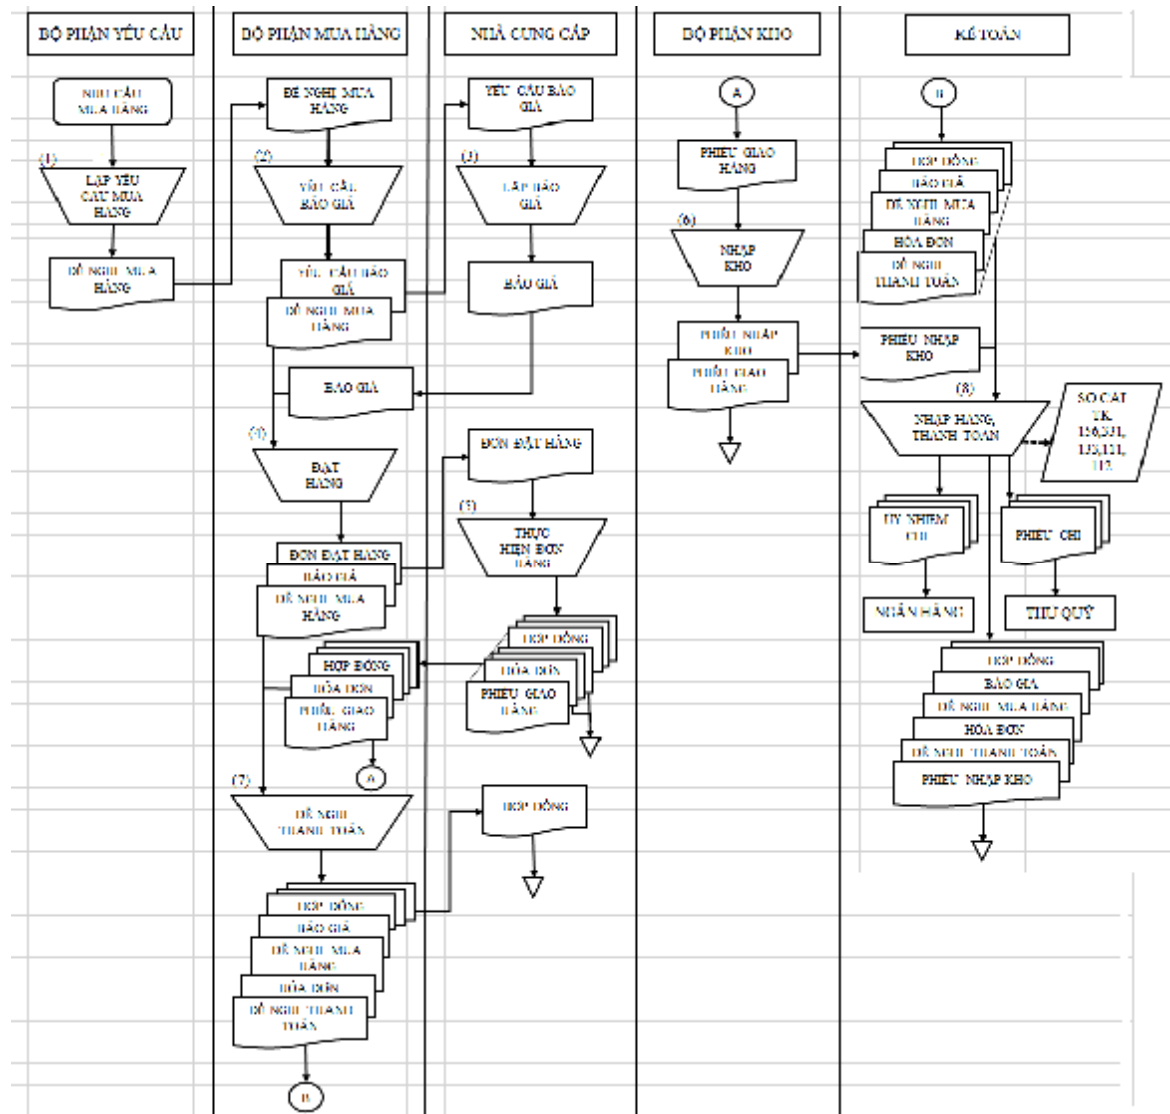 BỘ PHẬN YÊU CẦU
BỘ PHẬN MUA HÀNG
NHÀ CUNG CẤP
BỘ PHẬN KHO
KẾ TOÁN
NHU CẦU
MUA HÀNG
(1)
LẬP YÊU
CẦU MUA
HÀNG
ĐỀ NGHỊ MUA
HÀNG
ĐỀ NGHỊ MUA
HÀNG
(2)
YÊU CẦU
BÁO GIÁ
YÊU CẦU BÁO
GIÁ
ĐỀ NGHỊ MUA
HÀNG
BÁO GIÁ
(4)
ĐẶT
HÀNG
ĐƠN ĐẶT HÀNG
BÁO GIÁ
ĐỀ NGHỊ MUA
HÀNG
HỢP ĐỒNG
HÓA ĐƠN
PHIẾU GIAO
HÀNG
A
(7)
ĐỀ NGHỊ
THANH TOÁN
HỢP ĐỒNG
BÁO GIÁ
ĐỀ NGHỊ MUA
HÀNG
HÓA ĐƠN
ĐỀ NGHỊ THANH
TOÁN
B
YÊU CẦU BÁO
GIÁ
(3)
LẬP BÁO
GIÁ
BÁO GIÁ
ĐƠN ĐẶT HÀNG
(5)
THỰC
HIỆN ĐƠN
HÀNG
HỢP ĐỒNG
HÓA ĐƠN
PHIẾU GIAO
HÀNG
HỢP ĐỒNG
A
PHIẾU GIAO
HÀNG
(6)
NHẬP
KHO
PHIẾU NHẬP
KHO
PHIẾU GIAO
HÀNG
B
HỢP ĐỒNG
BÁO GIÁ
ĐỀ NGHỊ MUA
HÀNG
HÓA ĐƠN
ĐỀ NGHỊ
THANH TOÁN
PHIẾU NHẬP
KHO
(8)
NHẬP HÀNG,
THANH TOÁN
SỔ CÁI
TK
156,331,
133,111,
112
UỶ NHIỆM
CHI
PHIẾU CHI
NGÂN HÀNG
THỦ QUỸ
HỢP ĐỒNG
BÁO GIÁ
ĐỀ NGHỊ MUA HÀNG
HÓA ĐƠN
ĐỀ NGHỊ THANH TOÁN
PHIẾU NHẬP KHO